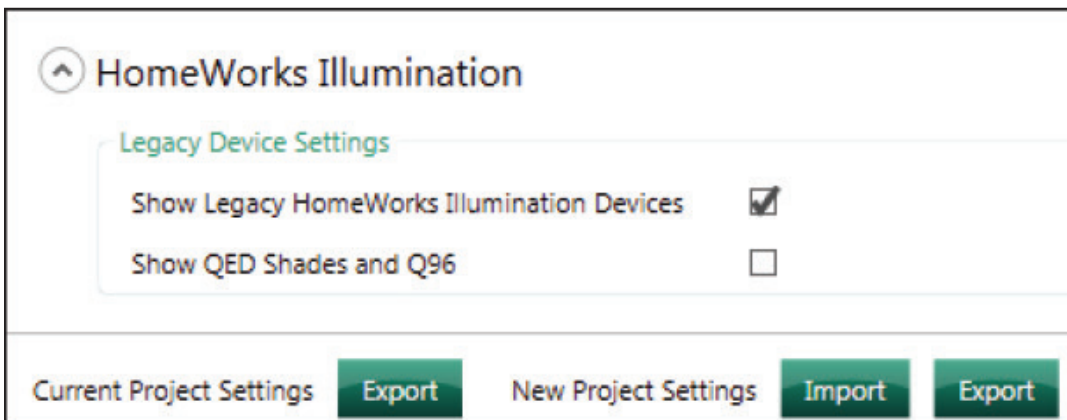 HomeWorks Illumination
Legacy Device Settings
Show Legacy HomeWorks Illumination Devices
Show QED Shades and Q96
Current Project Settings Export New Project Settings Import Export